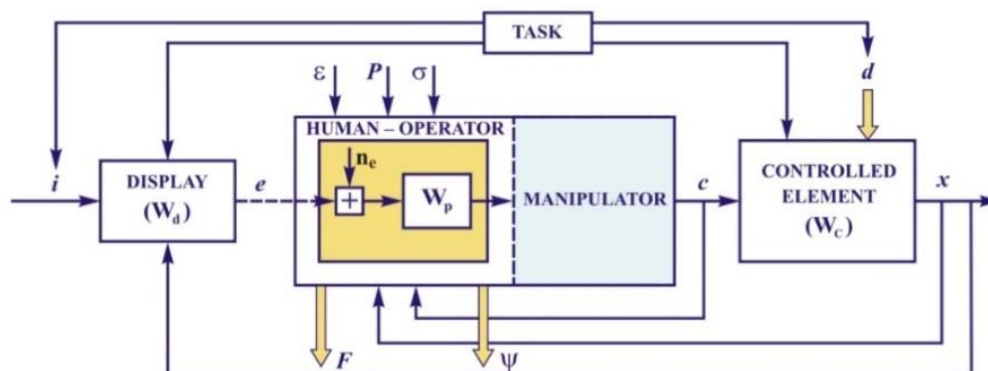 TASK
ε P σ d
HUMAN – OPERATOR
n_e
i DISPLAY e + W_p MANIPULATOR c CONTROLLED x
(W_d) ELEMENT
(W_C)
F ψ